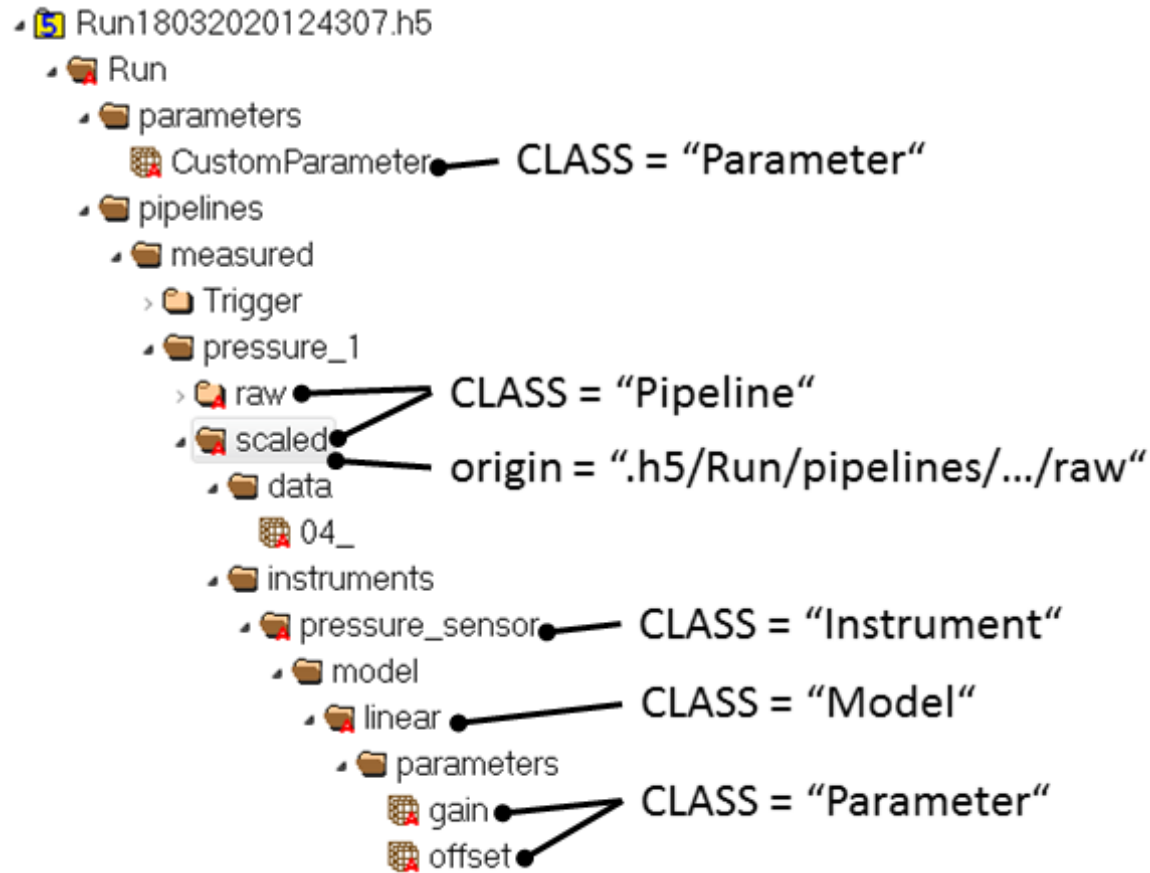 Run18032020124307.h5
Run
parameters
CustomParameter CLASS = “Parameter“
pipelines
measured
Trigger
pressure_1
raw CLASS = “Pipeline“
scaled origin = “.h5/Run/pipelines/…/raw“
data
04_
instruments
pressure_sensor CLASS = “Instrument“
model
linear CLASS = “Model“
parameters
gain CLASS = “Parameter“
offset